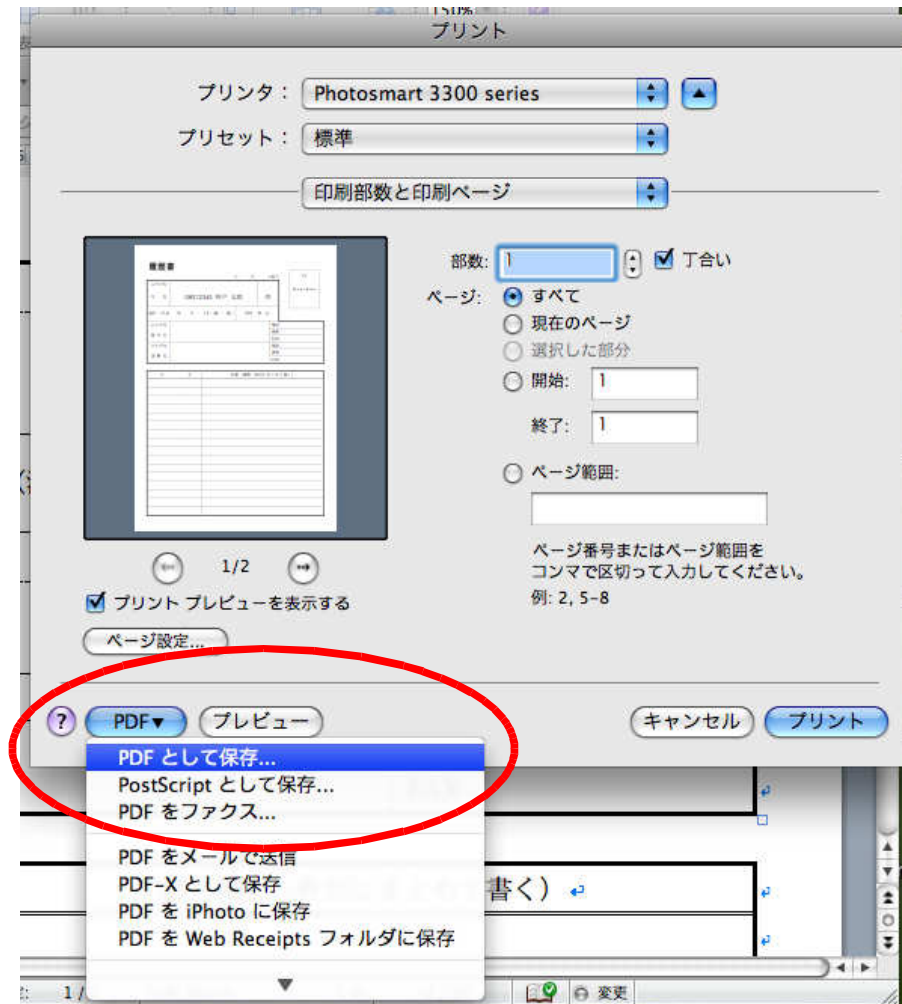 150%
プリント
プリンタ： Photosmart 3300 series
プリセット： 標準
印刷部数と印刷ページ
履歴書
部数: 1 丁合い
ページ: すべて
現在のページ
選択した部分
開始: 1
終了: 1
ページ範囲:
ページ番号またはページ範囲を
コンマで区切って入力してください。
例: 2, 5-8
1/2
プリント プレビューを表示する
ページ設定...
? PDF▼ プレビュー キャンセル プリント
PDF として保存...
PostScript として保存...
PDF をファクス...
PDF をメールで送信
PDF-X として保存
PDF を iPhoto に保存
PDF を Web Receipts フォルダに保存
書く）
1/
変更